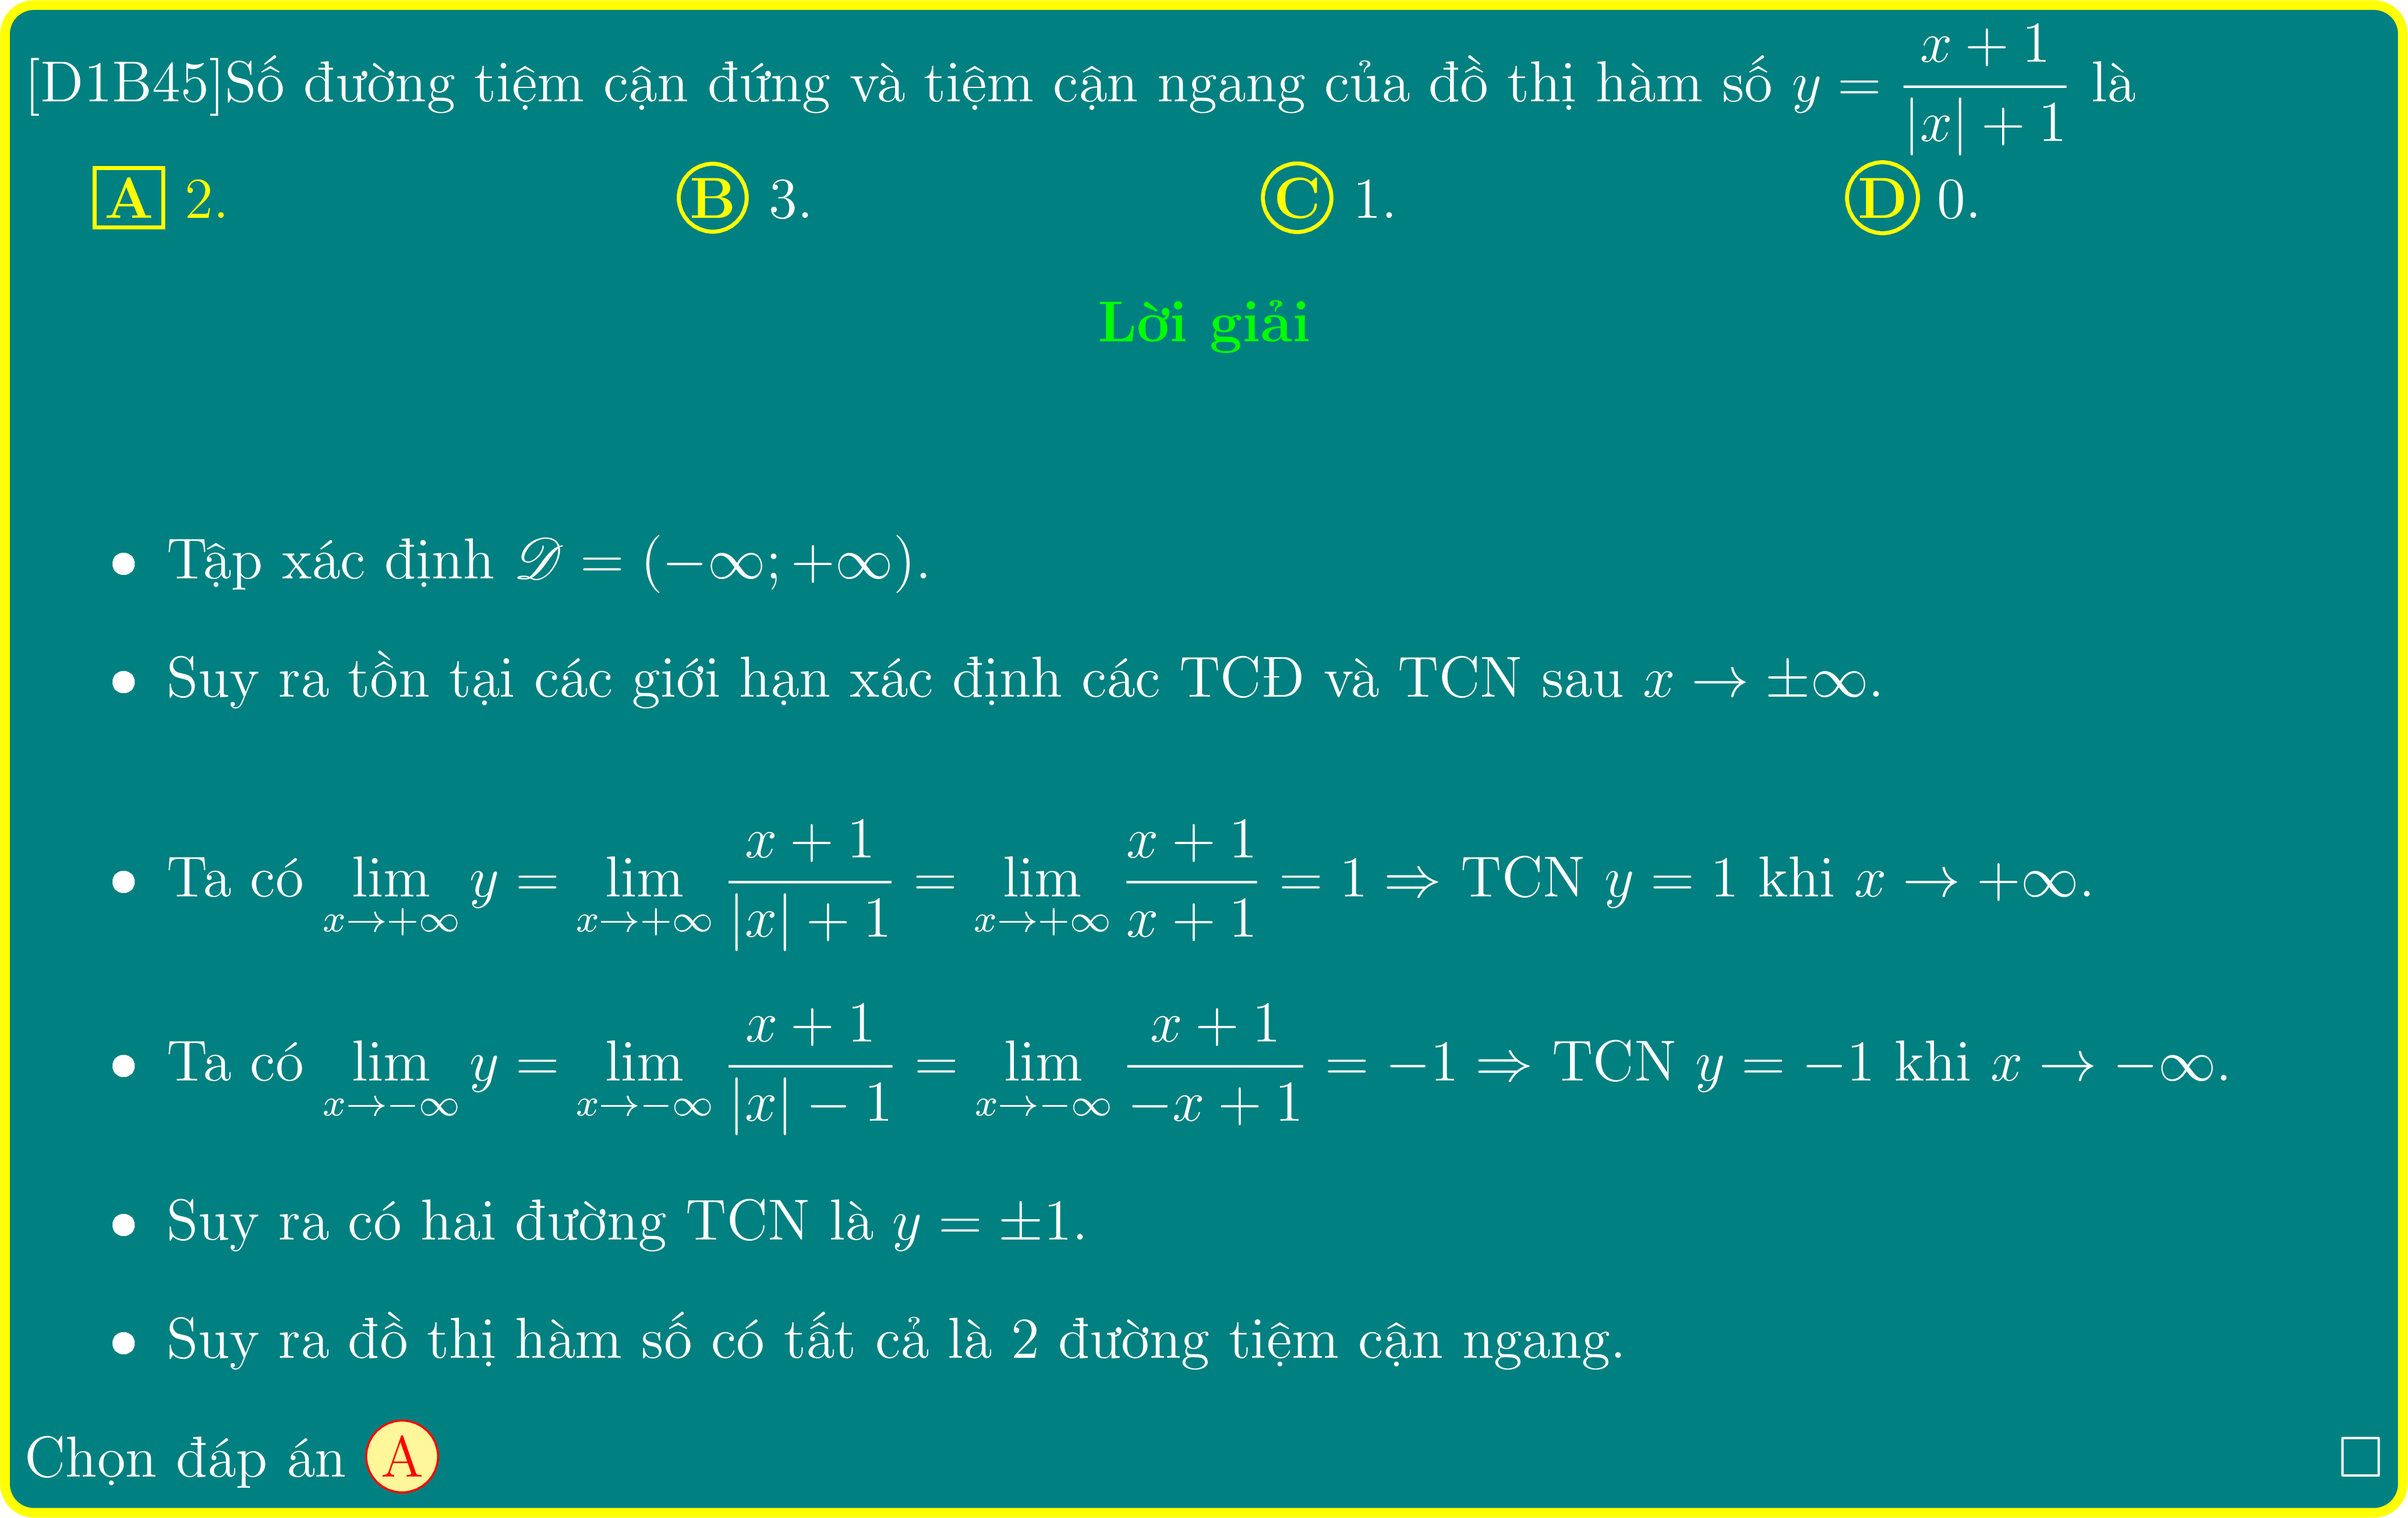 [D1B45]Số đường tiệm cận đứng và tiệm cận ngang của đồ thị hàm số $y = \dfrac{x+1}{|x|+1}$ là
A 2. B 3. C 1. D 0.
Lời giải
• Tập xác định $\mathscr{D} = (-\infty; +\infty)$.
• Suy ra tồn tại các giới hạn xác định các TCĐ và TCN sau $x \to \pm\infty$.
• Ta có $\lim\limits_{x \to +\infty} y = \lim\limits_{x \to +\infty} \dfrac{x+1}{|x|+1} = \lim\limits_{x \to +\infty} \dfrac{x+1}{x+1} = 1 \Rightarrow$ TCN $y = 1$ khi $x \to +\infty$.
• Ta có $\lim\limits_{x \to -\infty} y = \lim\limits_{x \to -\infty} \dfrac{x+1}{|x|-1} = \lim\limits_{x \to -\infty} \dfrac{x+1}{-x+1} = -1 \Rightarrow$ TCN $y = -1$ khi $x \to -\infty$.
• Suy ra có hai đường TCN là $y = \pm 1$.
• Suy ra đồ thị hàm số có tất cả là 2 đường tiệm cận ngang.
Chọn đáp án A □